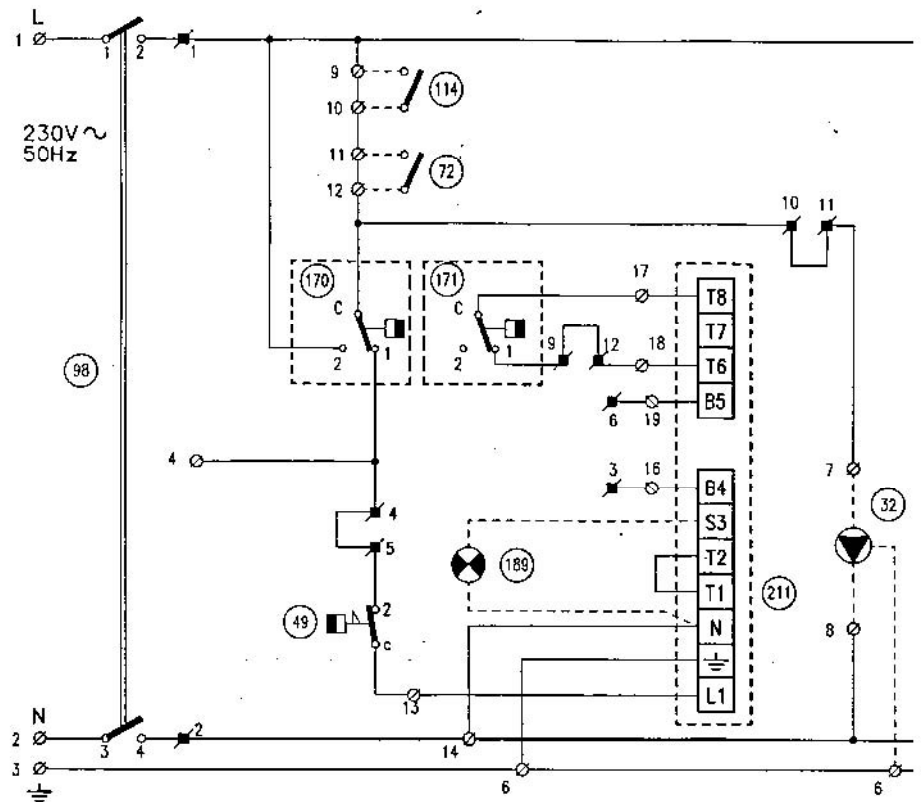 L
1 1 2 1
9 114
10
230V~
50Hz
11
12 72
10 11
170 171 17
C C T8
T7
2 1 2 1 9 12 18 T6
98 6 19 B5
4 3 16 B4 7
S3 32
4
5 T2
189 T1 211
49 2 N 8
c
13 L1
N
2 3 4 2 14
3 6 6